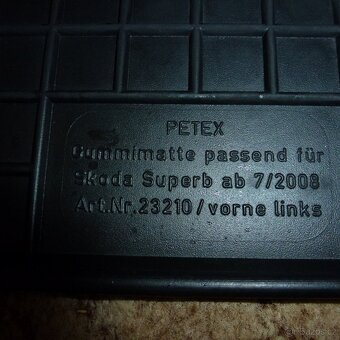 PETEX
Gummimatte passend für
Skoda Superb ab 7/2008
Art.Nr.23210/vorne links